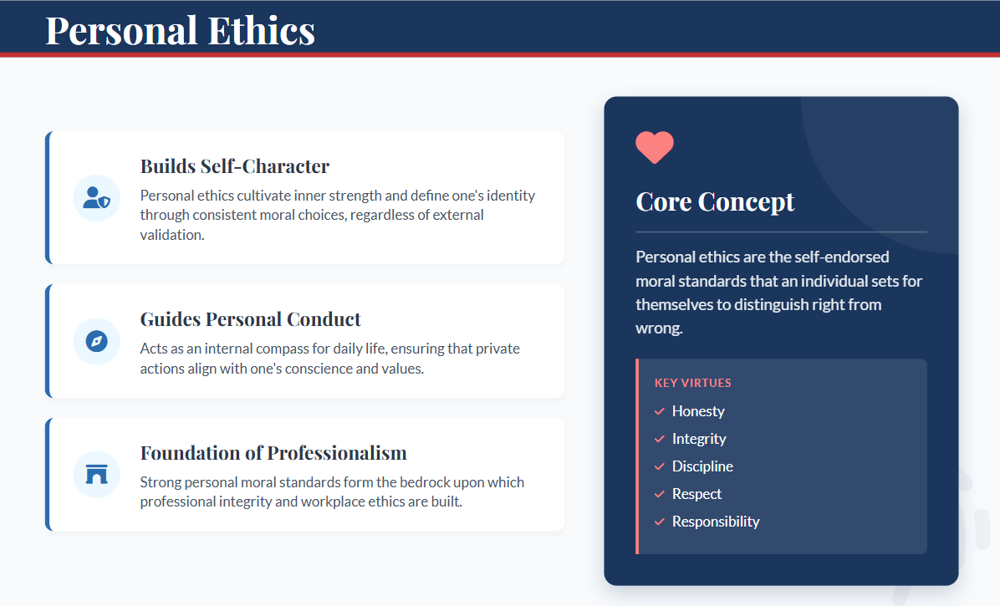 Personal Ethics
Builds Self-Character
Personal ethics cultivate inner strength and define one's identity
through consistent moral choices, regardless of external
validation.
Guides Personal Conduct
Acts as an internal compass for daily life, ensuring that private
actions align with one's conscience and values.
Foundation of Professionalism
Strong personal moral standards form the bedrock upon which
professional integrity and workplace ethics are built.
Core Concept
Personal ethics are the self-endorsed
moral standards that an individual sets for
themselves to distinguish right from
wrong.
KEY VIRTUES
Honesty
Integrity
Discipline
Respect
Responsibility